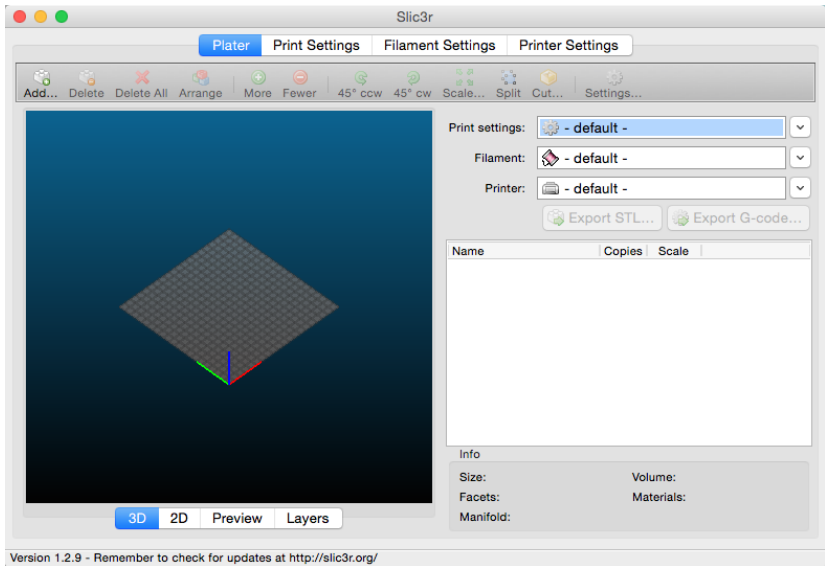 Slic3r
Plater Print Settings Filament Settings Printer Settings
Add... Delete Delete All Arrange More Fewer 45° ccw 45° cw Scale... Split Cut... Settings...
Print settings: - default -
Filament: - default -
Printer: - default -
Export STL... Export G-code...
Name Copies Scale
Info
Size: Volume:
Facets: Materials:
Manifold:
3D 2D Preview Layers
Version 1.2.9 - Remember to check for updates at http://slic3r.org/